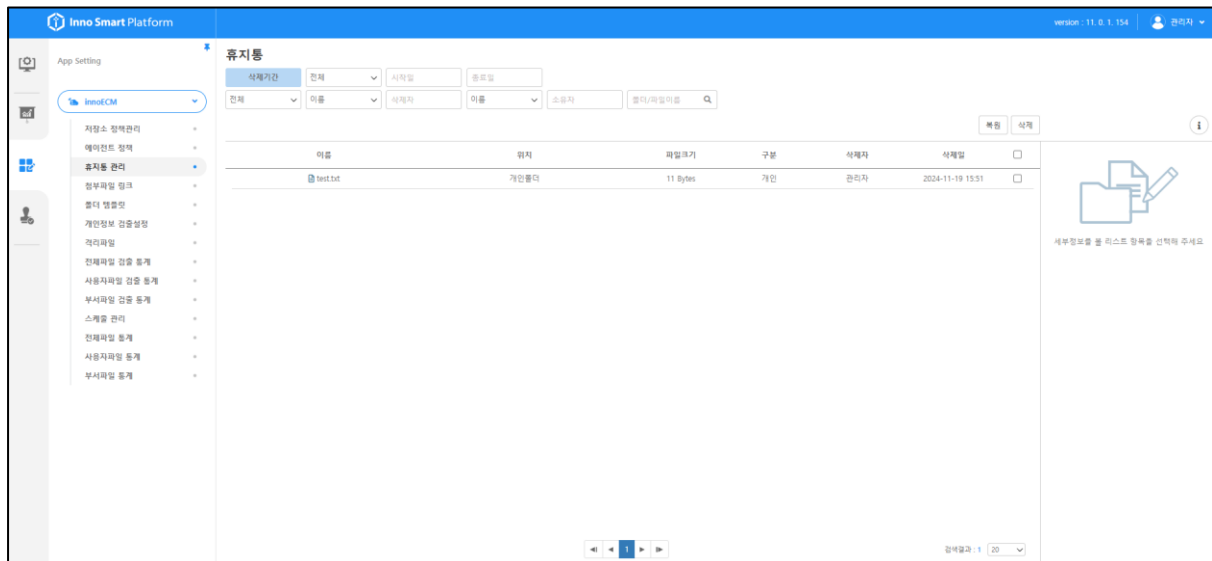 Inno Smart Platform
version : 11. 0. 1. 154
관리자
App Setting
innoECM
저장소 정책관리
에이전트 정책
휴지통 관리
첨부파일 링크
폴더 템플릿
개인정보 검출설정
격리파일
전체파일 검출 통계
사용자파일 검출 통계
부서파일 검출 통계
스케줄 관리
전체파일 통계
사용자파일 통계
부서파일 통계
휴지통
삭제기간 전체 시작일 종료일
전체 이름 삭제자 이름 소유자 폴더/파일이름
복원 삭제
이름 위치 파일크기 구분 삭제자 삭제일
test.txt 개인폴더 11 Bytes 개인 관리자 2024-11-19 15:51
세부정보를 볼 리스트 항목을 선택해 주세요
1
검색결과 : 1 20